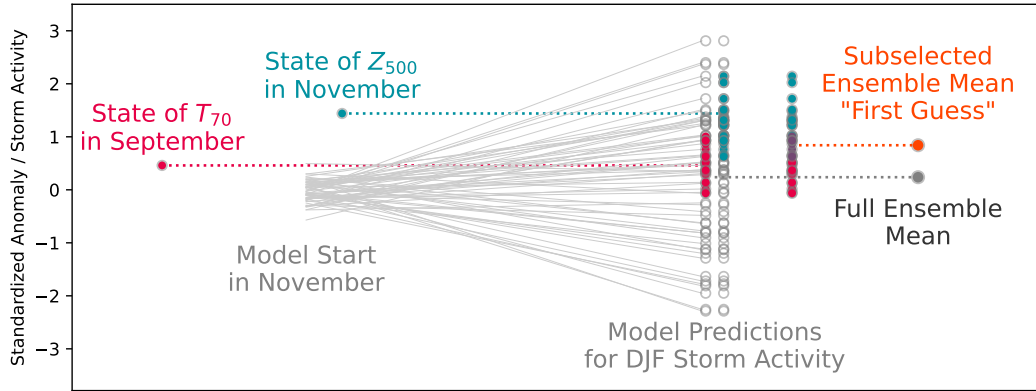 Standardized Anomaly / Storm Activity
3
2
1
0
−1
−2
−3
State of T70
in September
State of Z500
in November
Model Start
in November
Model Predictions
for DJF Storm Activity
Subselected
Ensemble Mean
"First Guess"
Full Ensemble
Mean